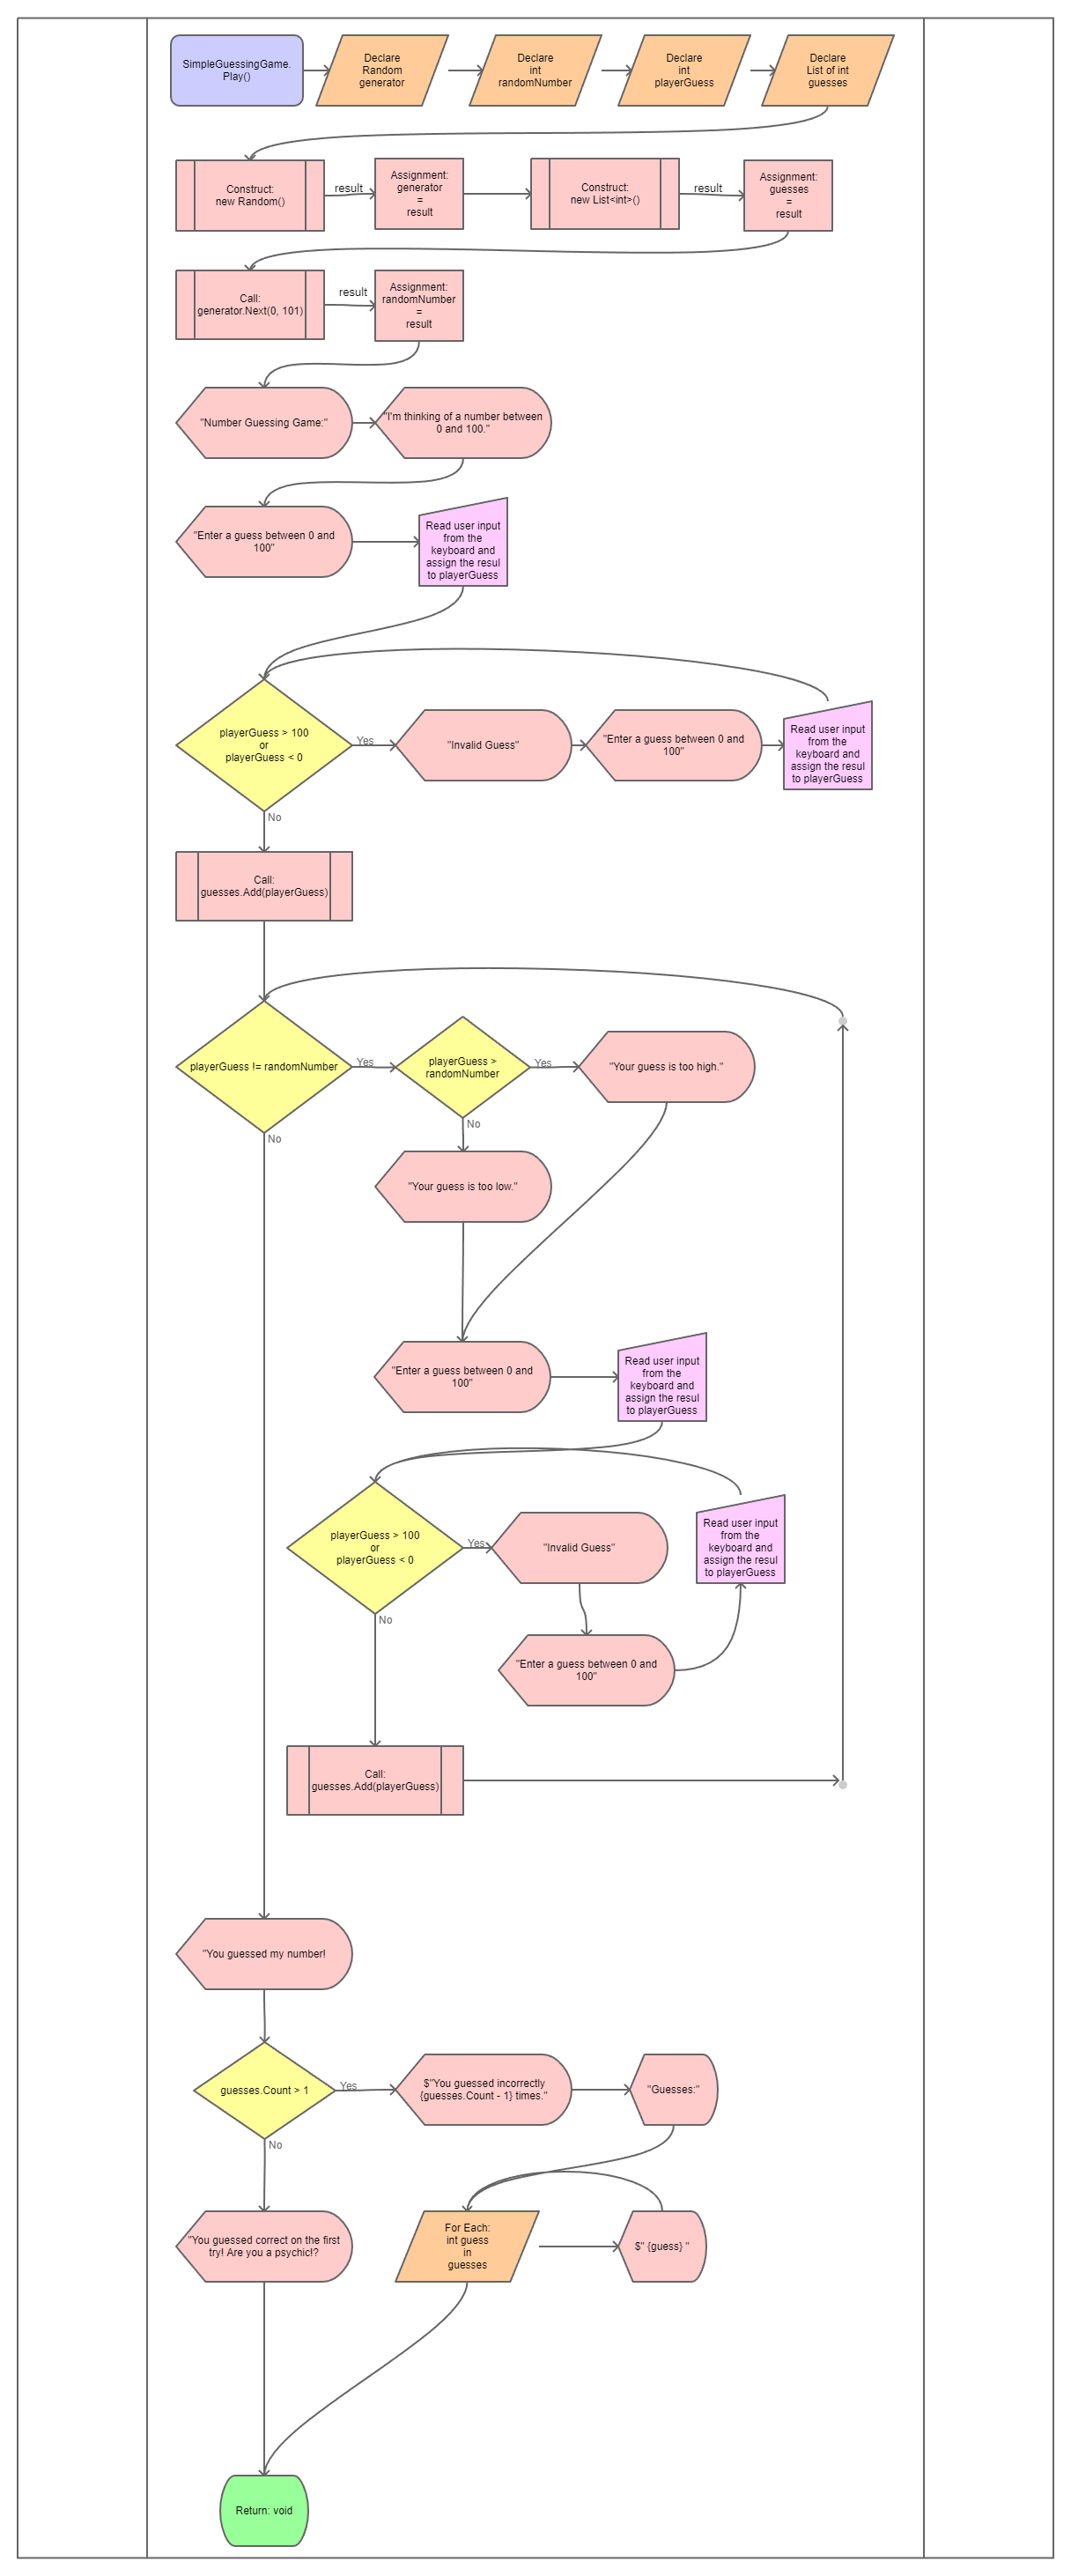 SimpleGuessingGame.
Play()
Declare
Random
generator
Declare
int
randomNumber
Declare
int
playerGuess
Declare
List of int
guesses
Construct:
new Random()
result
Assignment:
generator
=
result
Construct:
new List<int>()
result
Assignment:
guesses
=
result
Call:
generator.Next(0, 101)
result
Assignment:
randomNumber
=
result
"Number Guessing Game:"
"I'm thinking of a number between
0 and 100."
"Enter a guess between 0 and
100"
Read user input
from the
keyboard and
assign the resul
to playerGuess
playerGuess > 100
or
playerGuess < 0
Yes
"Invalid Guess"
"Enter a guess between 0 and
100"
Read user input
from the
keyboard and
assign the resul
to playerGuess
No
Call:
guesses.Add(playerGuess)
playerGuess != randomNumber
Yes
playerGuess >
randomNumber
Yes
"Your guess is too high."
No
No
"Your guess is too low."
"Enter a guess between 0 and
100"
Read user input
from the
keyboard and
assign the resul
to playerGuess
playerGuess > 100
or
playerGuess < 0
Yes
"Invalid Guess"
Read user input
from the
keyboard and
assign the resul
to playerGuess
No
"Enter a guess between 0 and
100"
Call:
guesses.Add(playerGuess)
"You guessed my number!
guesses.Count > 1
Yes
$"You guessed incorrectly
{guesses.Count - 1} times."
"Guesses:"
No
"You guessed correct on the first
try! Are you a psychic!?
For Each:
int guess
in
guesses
$" {guess} "
Return: void